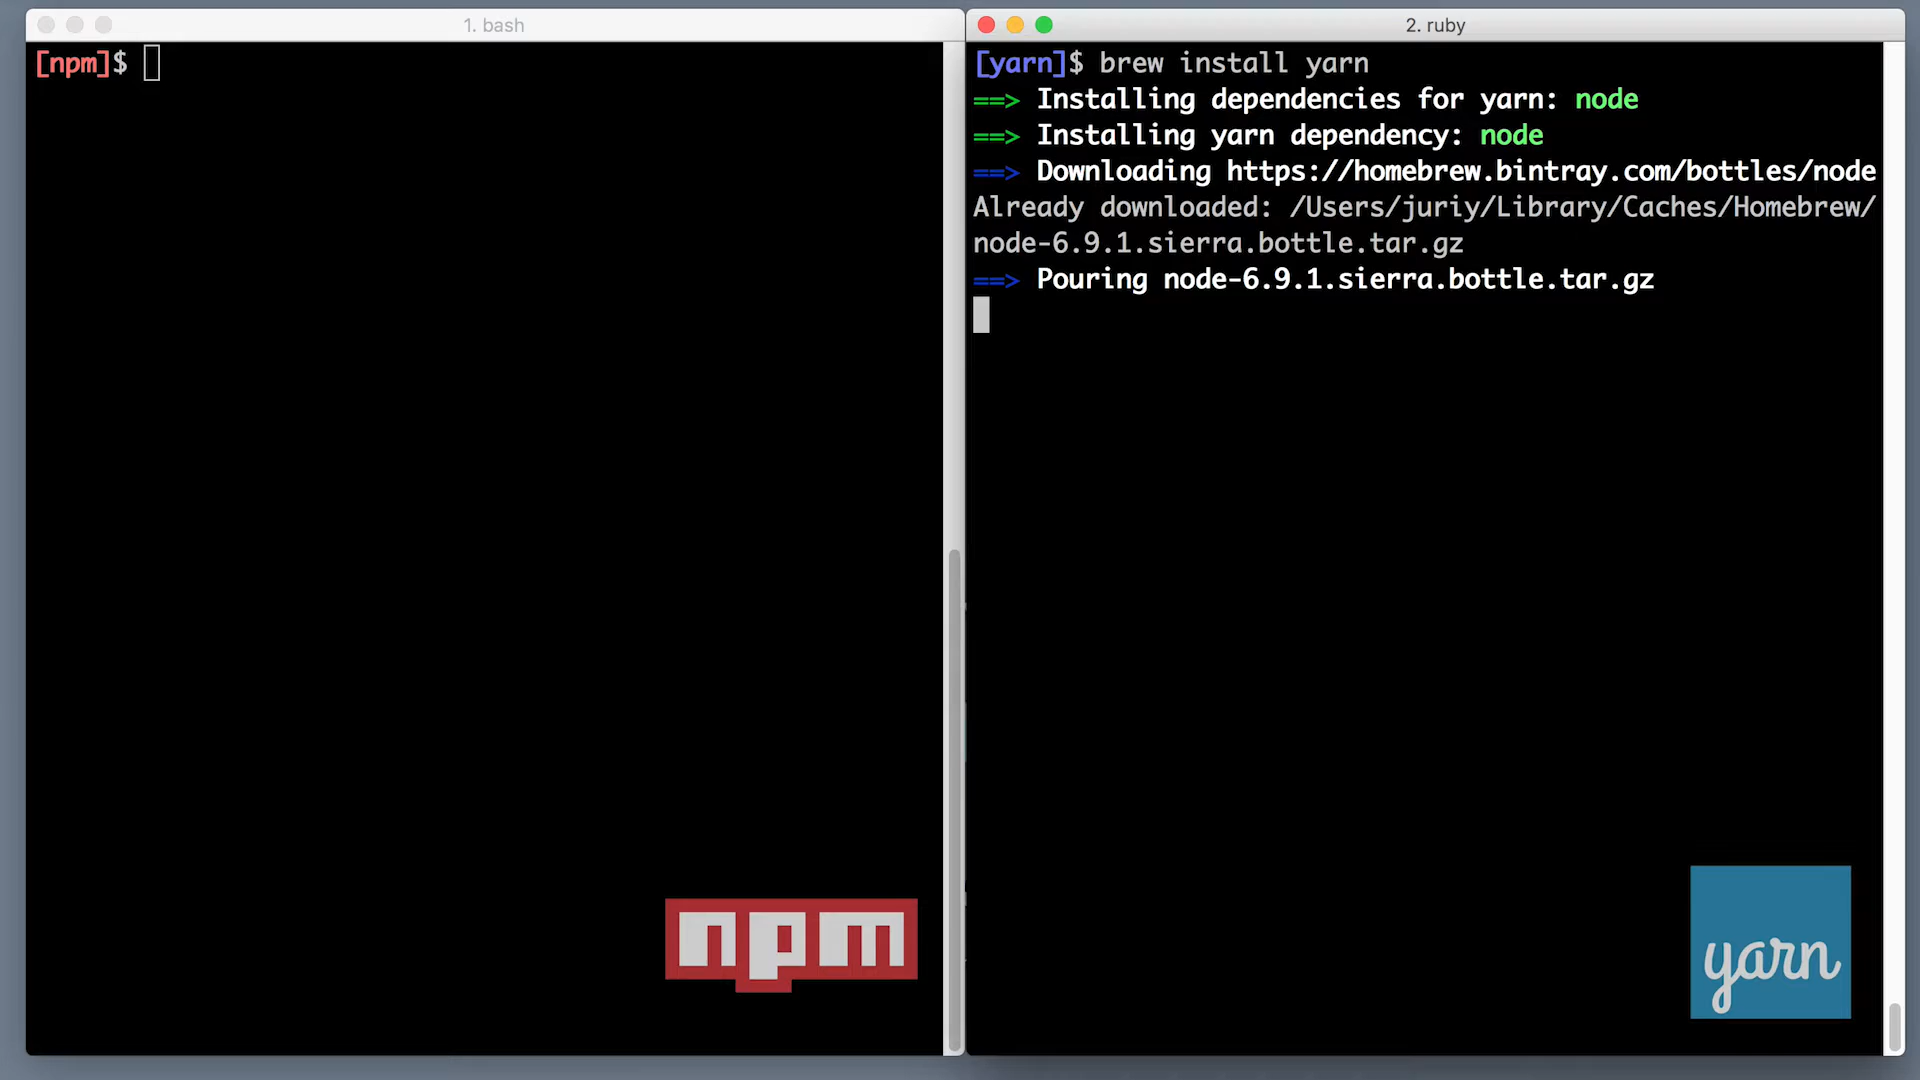 1. bash
[npm]$
npm
2. ruby
[yarn]$ brew install yarn
==> Installing dependencies for yarn: node
==> Installing yarn dependency: node
==> Downloading https://homebrew.bintray.com/bottles/node
Already downloaded: /Users/juriy/Library/Caches/Homebrew/
node-6.9.1.sierra.bottle.tar.gz
==> Pouring node-6.9.1.sierra.bottle.tar.gz
yarn